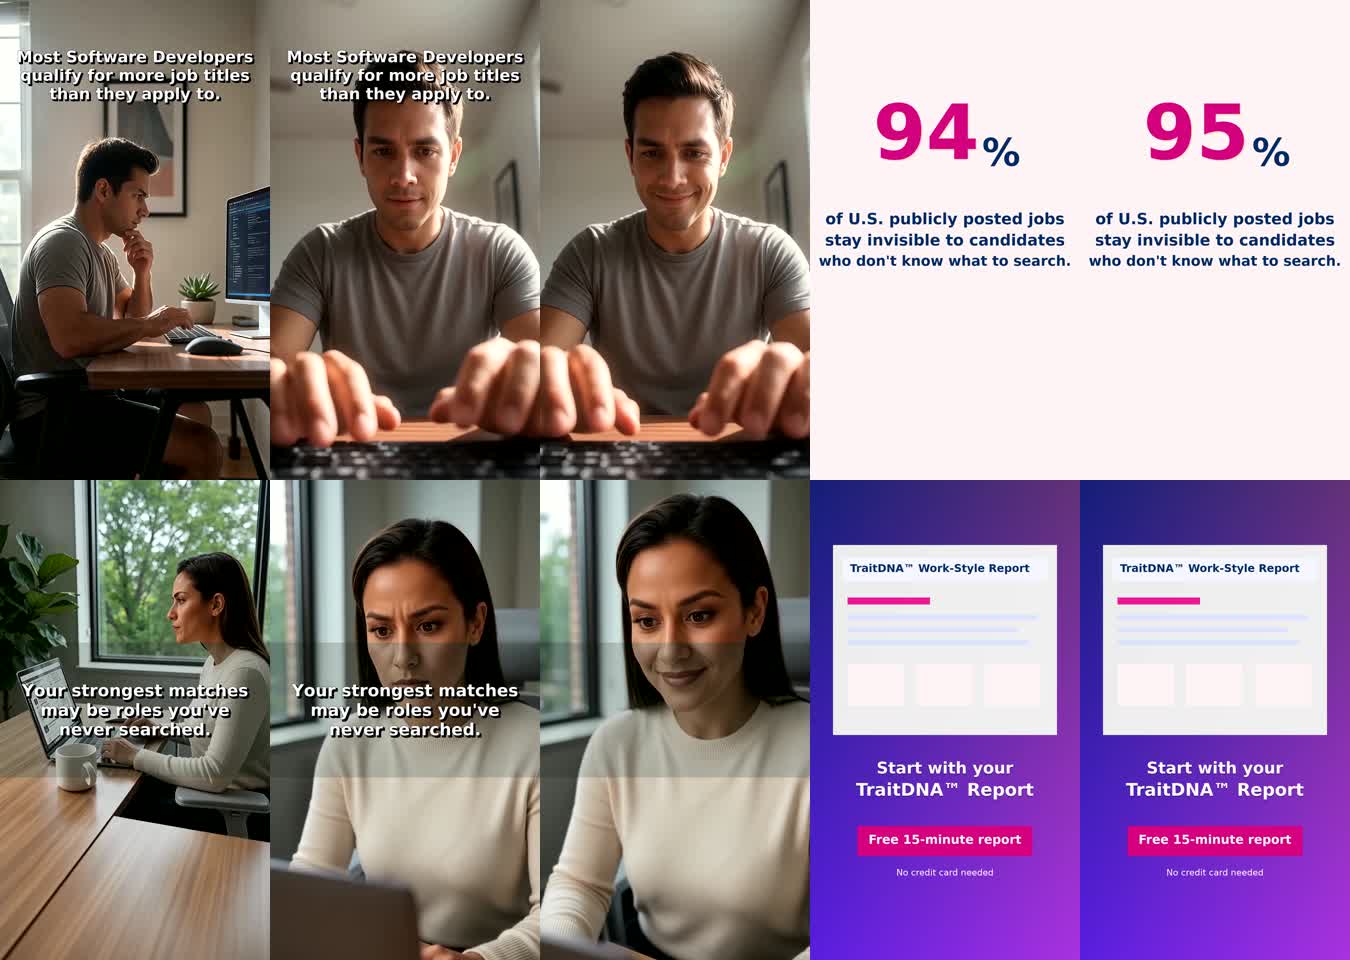 Most Software Developers
qualify for more job titles
than they apply to.
Most Software Developers
qualify for more job titles
than they apply to.
94%
of U.S. publicly posted jobs
stay invisible to candidates
who don't know what to search.
95%
of U.S. publicly posted jobs
stay invisible to candidates
who don't know what to search.
Your strongest matches
may be roles you've
never searched.
Your strongest matches
may be roles you've
never searched.
TraitDNA™ Work-Style Report
Start with your
TraitDNA™ Report
Free 15-minute report
No credit card needed
TraitDNA™ Work-Style Report
Start with your
TraitDNA™ Report
Free 15-minute report
No credit card needed